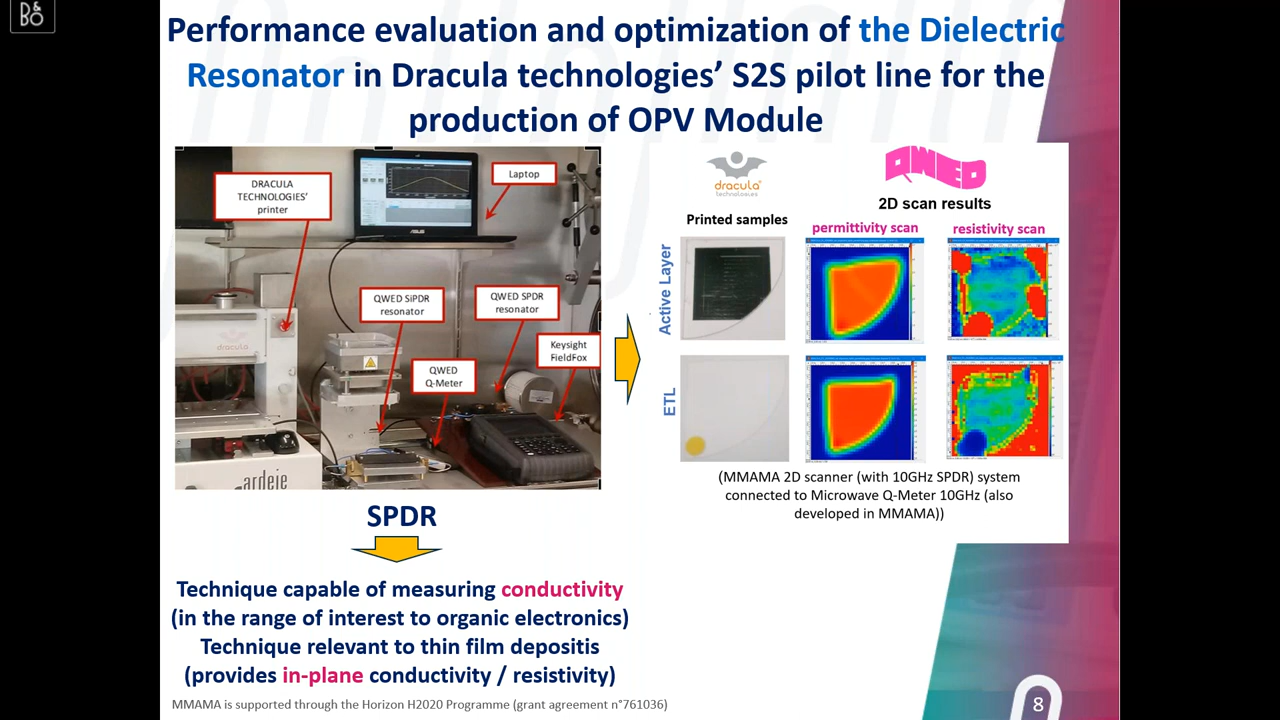 B&O
Performance evaluation and optimization of the Dielectric
Resonator in Dracula technologies’ S2S pilot line for the
production of OPV Module
DRACULA
TECHNOLOGIES’
printer
Laptop
ASUS
QWED SiPDR
resonator
QWED SPDR
resonator
Keysight
FieldFox
QWED
Q-Meter
dracula
ardeje
dracula
technologies
QWED
2D scan results
Printed samples
permittivity scan
resistivity scan
Active Layer
ETL
(MMAMA 2D scanner (with 10GHz SPDR) system
connected to Microwave Q-Meter 10GHz (also
developed in MMAMA))
SPDR
Technique capable of measuring conductivity
(in the range of interest to organic electronics)
Technique relevant to thin film depositis
(provides in-plane conductivity / resistivity)
MMAMA is supported through the Horizon H2020 Programme (grant agreement n°761036)
8